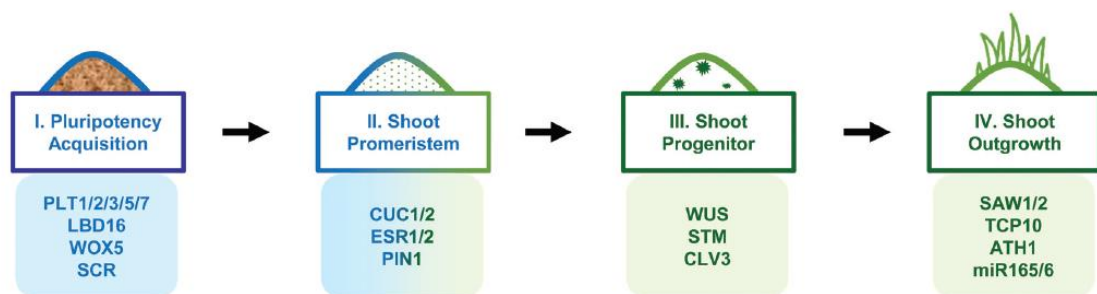 I. Pluripotency
Acquisition
II. Shoot
Promeristem
III. Shoot
Progenitor
IV. Shoot
Outgrowth
PLT1/2/3/5/7
LBD16
WOX5
SCR
CUC1/2
ESR1/2
PIN1
WUS
STM
CLV3
SAW1/2
TCP10
ATH1
miR165/6